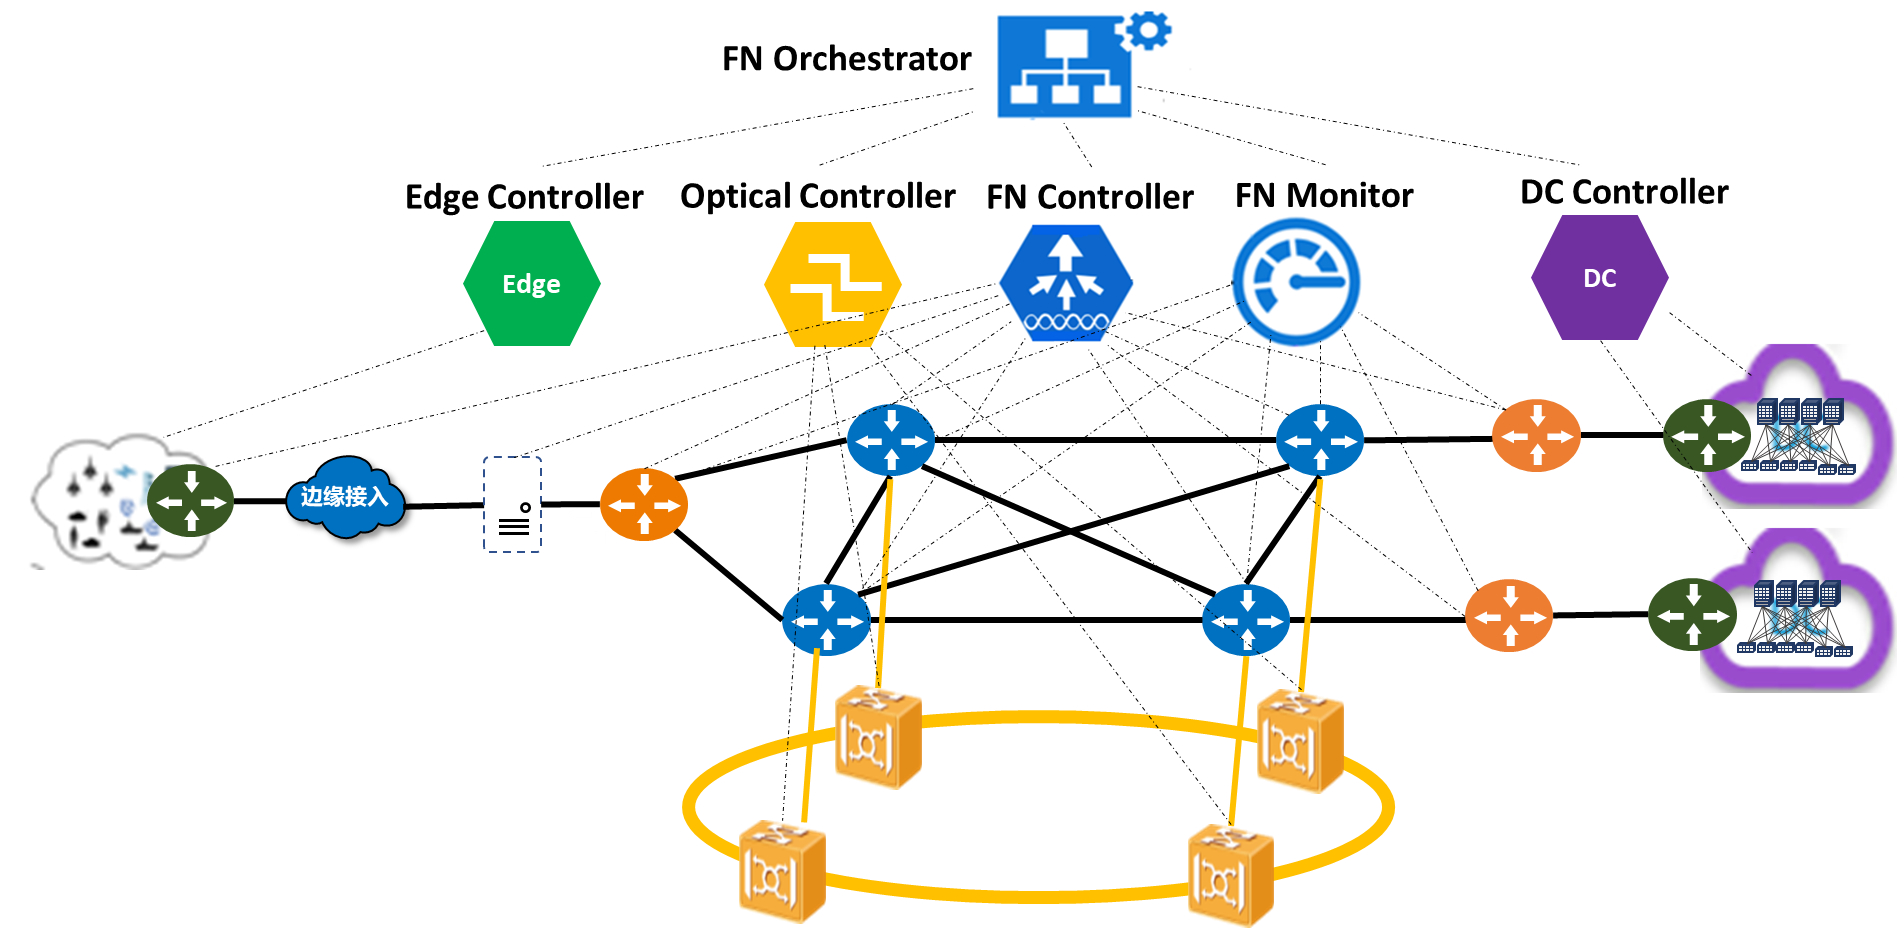 FN Orchestrator
Edge Controller
Optical Controller
FN Controller
FN Monitor
DC Controller
Edge
DC
边缘接入